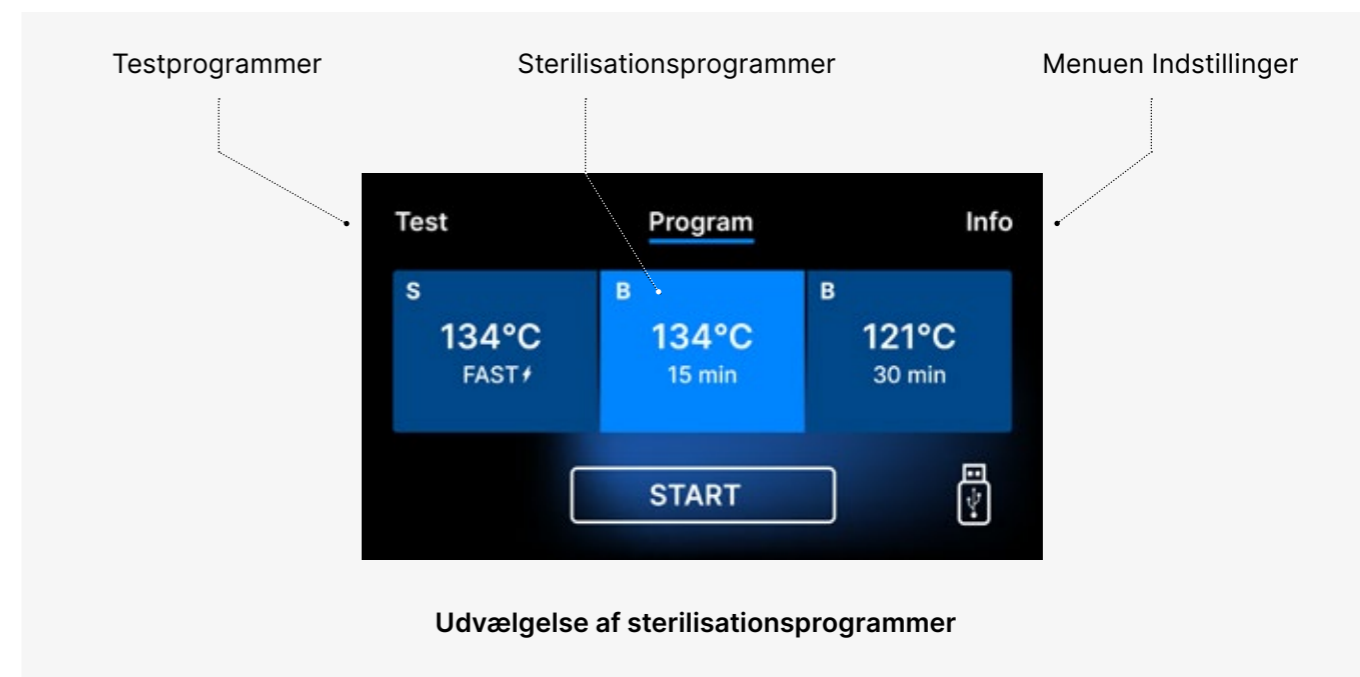 Testprogrammer
Sterilisationsprogrammer
Menuen Indstillinger
Test
Program
Info
S
134°C
FAST
B
134°C
15 min
B
121°C
30 min
START
Udvælgelse af sterilisationsprogrammer